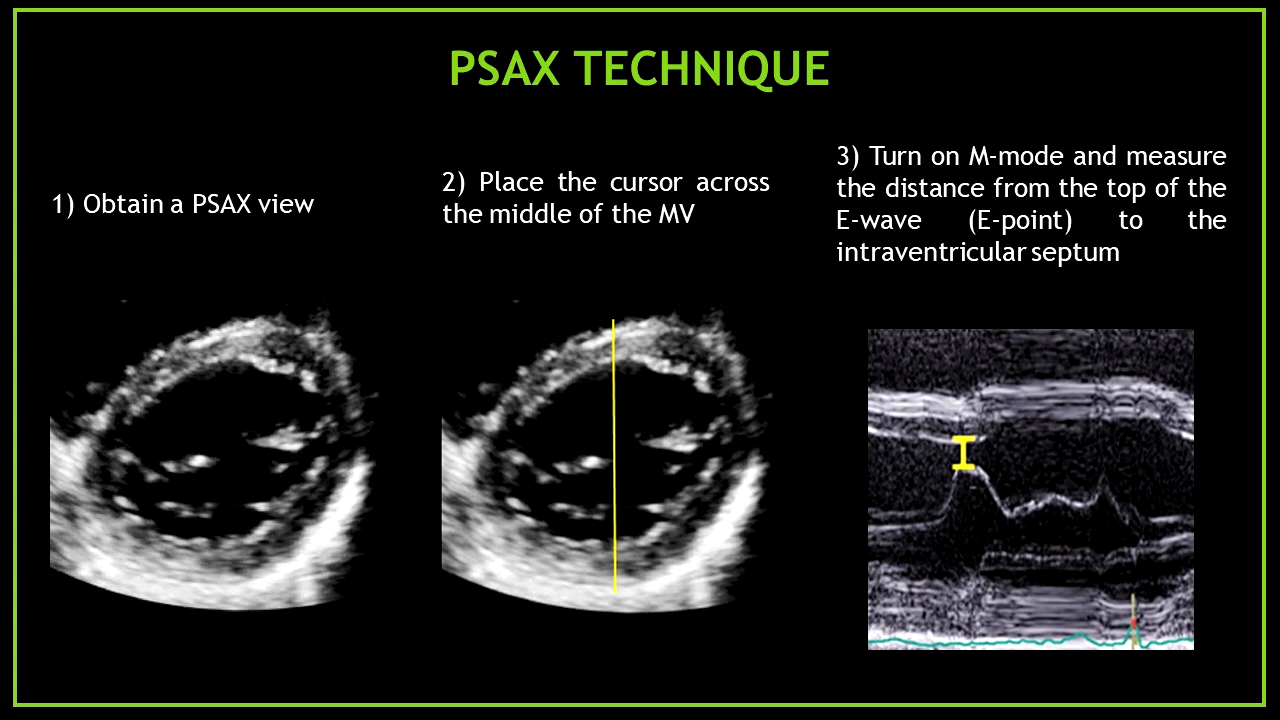 PSAX TECHNIQUE
1) Obtain a PSAX view
2) Place the cursor across
the middle of the MV
3) Turn on M-mode and measure
the distance from the top of the
E-wave (E-point) to the
intraventricular septum